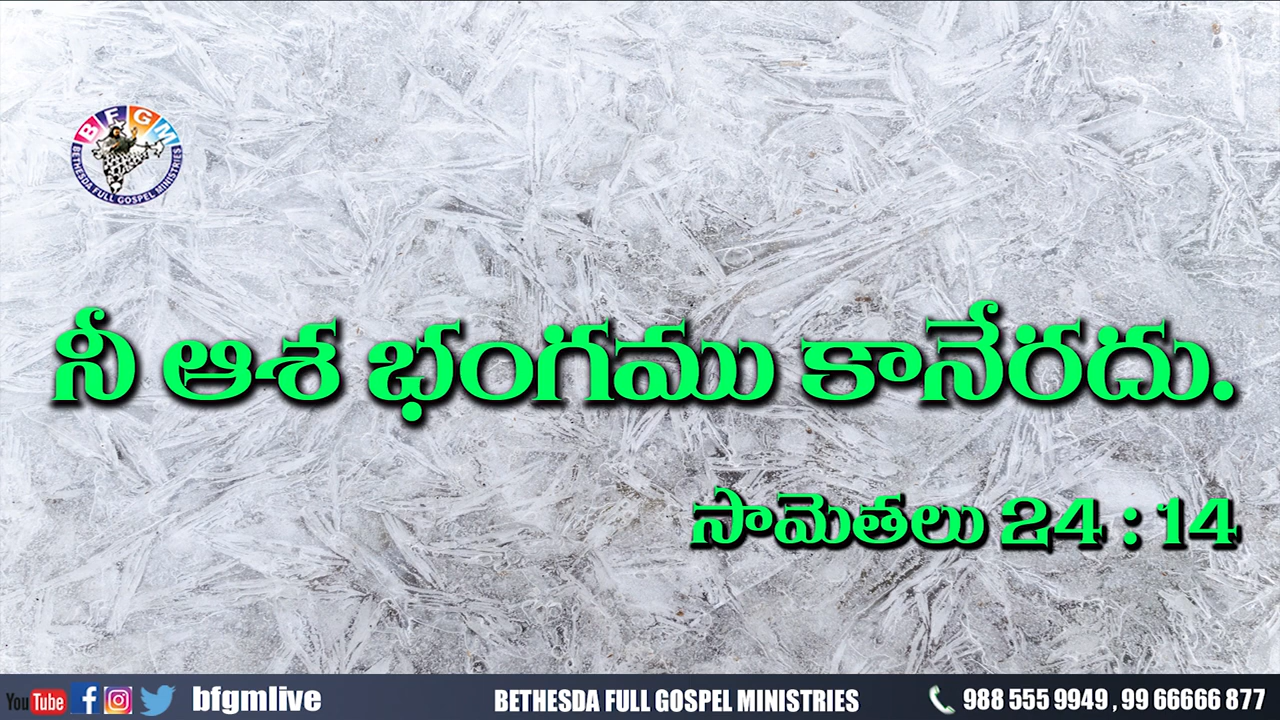 BFGM
BETHESDA FULL GOSPEL MINISTRIES
నీ ఆశ భంగము కానేరదు.
సామెతలు 24 : 14
YouTube bfgmlive BETHESDA FULL GOSPEL MINISTRIES 988 555 9949 , 99 66666 877